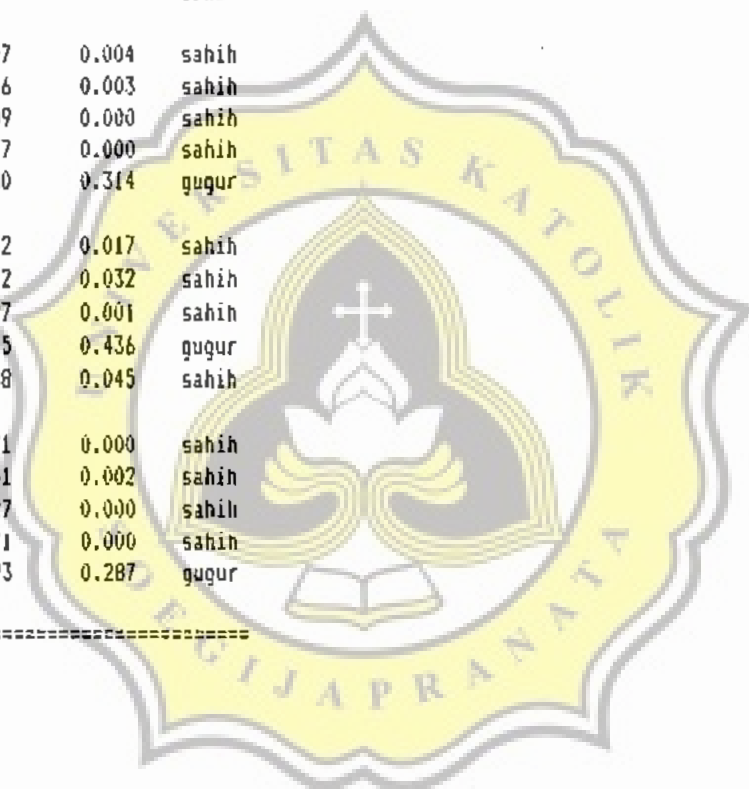 7 0.004 sahih
6 0.003 sahih
9 0.000 sahih
7 0.000 sahih
0 0.314 gugur
2 0.017 sahih
2 0.032 sahih
7 0.001 sahih
5 0.436 gugur
8 0.045 sahih
1 0.000 sahih
1 0.002 sahih
7 0.000 sahih
1 0.000 sahih
3 0.287 gugur
UNIVERSITAS KATOLIK
SOEGIJAPRANATA